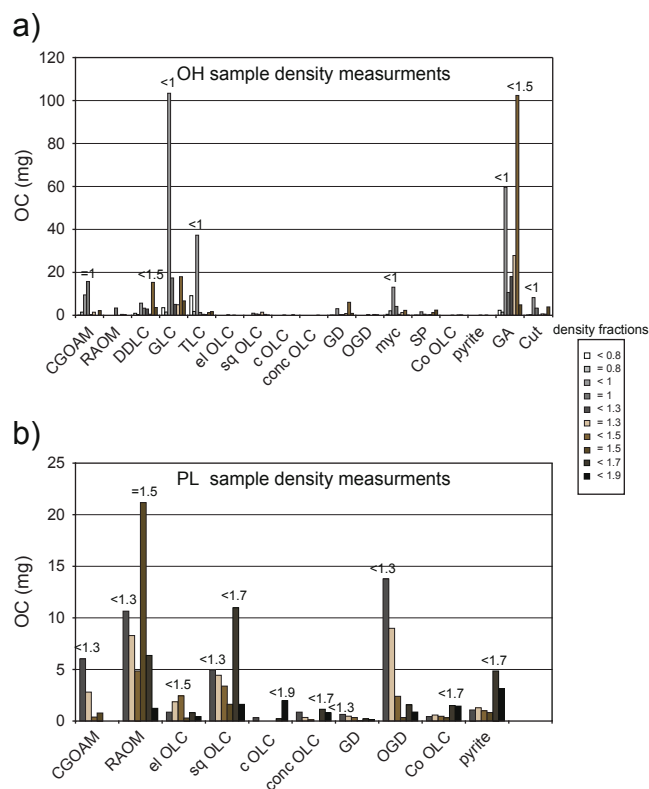 a)
OH sample density measurments
OC (mg)
120
100
80
60
40
20
0
=1
<1.5
<1
<1
<1
<1
<1.5
<1
CGOAM
RAOM
DDLC
GLC
TLC
el OLC
sq OLC
c OLC
conc OLC
GD
OGD
myc
SP
Co OLC
pyrite
GA
Cut
density fractions
< 0.8
= 0.8
< 1
= 1
< 1.3
= 1.3
< 1.5
= 1.5
< 1.7
< 1.9
b)
PL sample density measurments
OC (mg)
25
20
15
10
5
0
<1.3
<1.3
=1.5
<1.5
<1.3
<1.7
<1.9
<1.7
<1.3
<1.3
<1.7
<1.7
CGOAM
RAOM
el OLC
sq OLC
c OLC
conc OLC
GD
OGD
Co OLC
pyrite